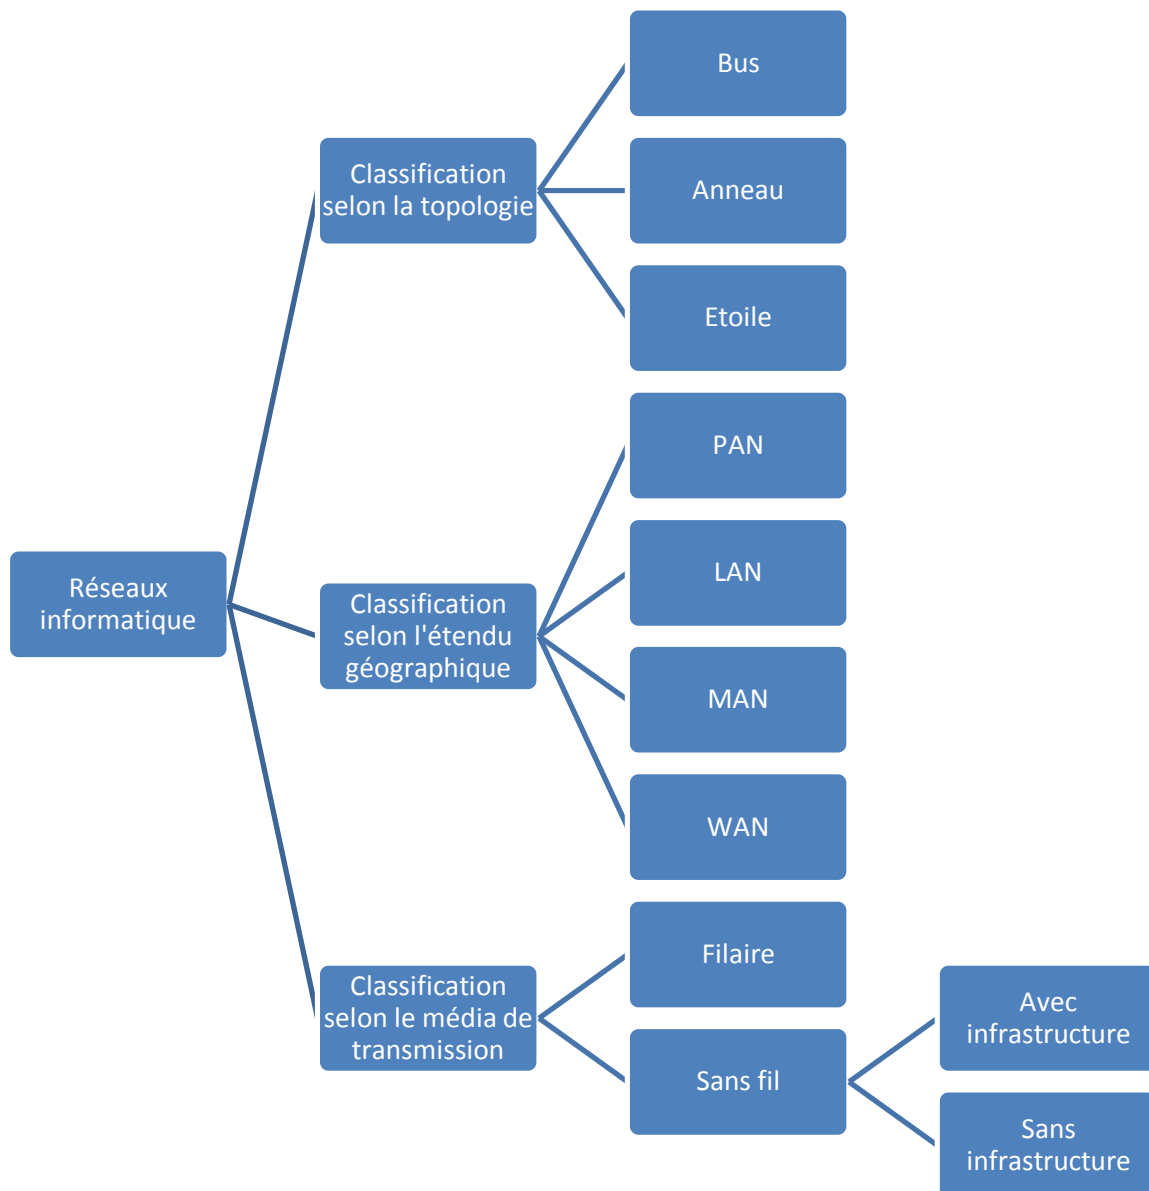 Bus
Classification
selon la topologie
Anneau
Etoile
PAN
Réseaux
informatique
Classification
selon l'étendu
géographique
LAN
MAN
WAN
Classification
selon le média de
transmission
Filaire
Sans fil
Avec
infrastructure
Sans
infrastructure